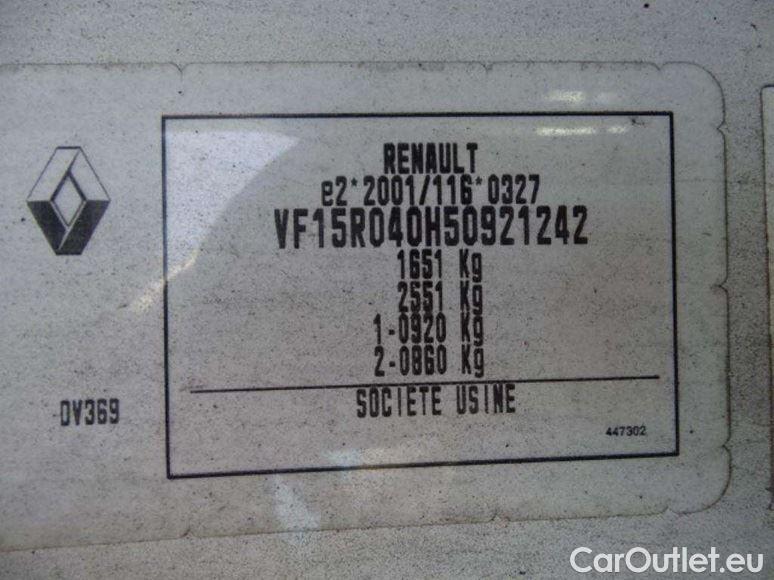 RENAULT
e2*2001/116*0327
VF15R040H50921242
1651 Kg
2551 Kg
1-0920 Kg
2-0860 Kg
SOCIETE USINE
DV369
447302
CarOutlet.eu